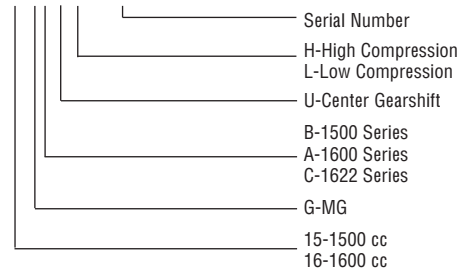 Serial Number
H-High Compression
L-Low Compression
U-Center Gearshift
B-1500 Series
A-1600 Series
C-1622 Series
G-MG
15-1500 cc
16-1600 cc